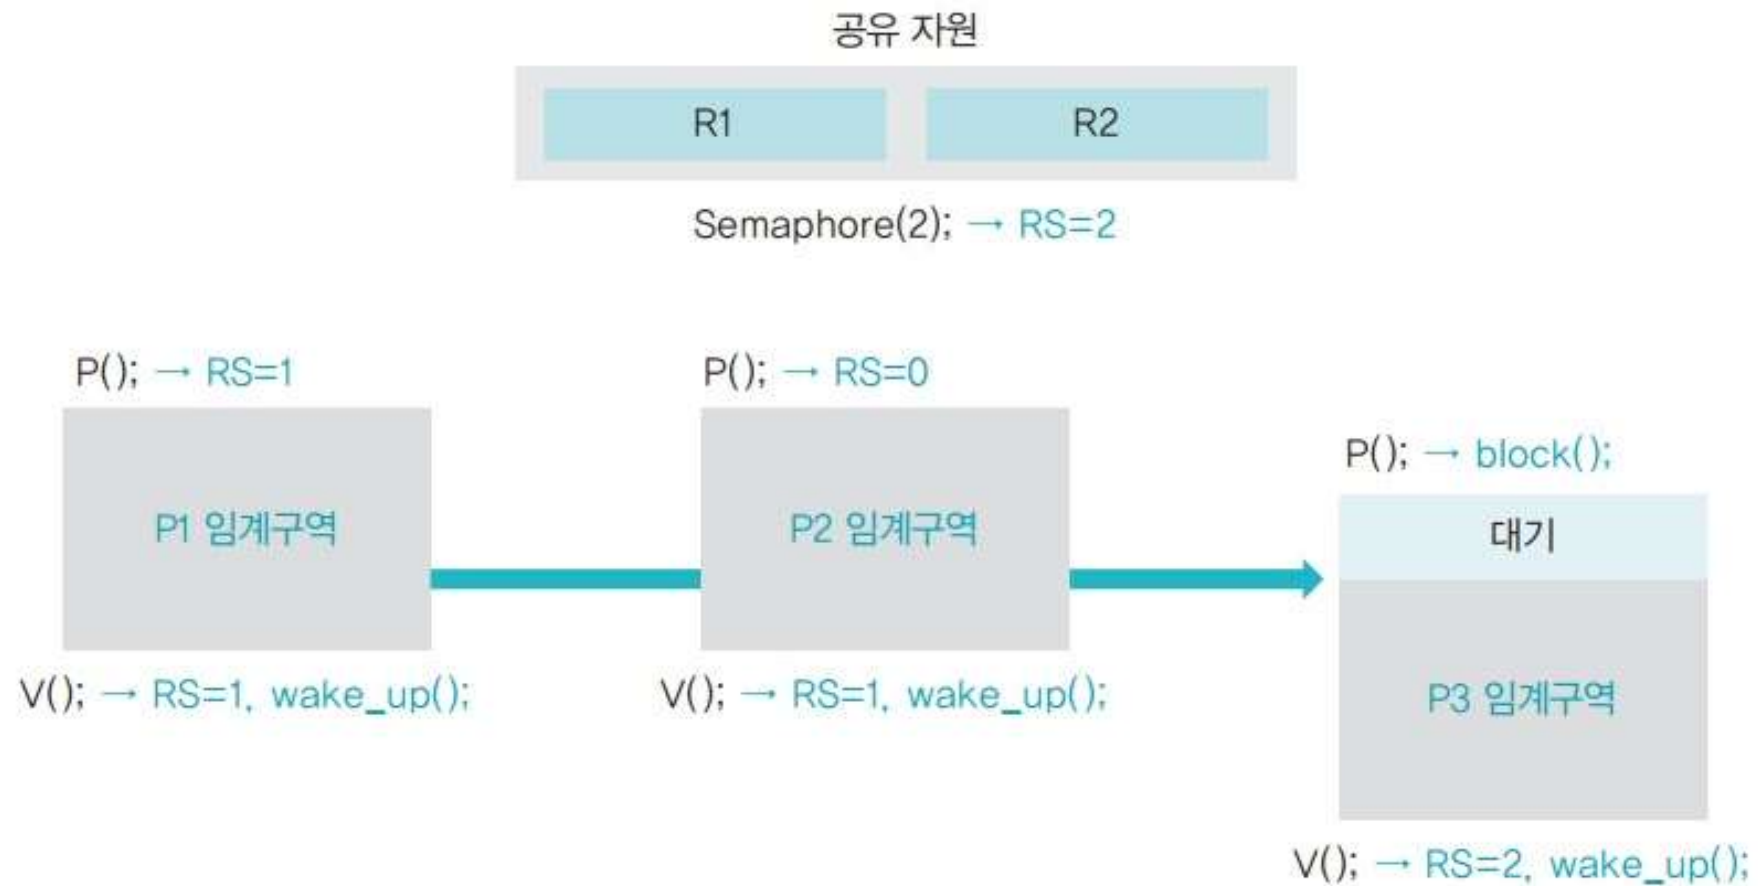 공유 자원
R1
R2
Semaphore(2); → RS=2
P(); → RS=1
P(); → RS=0
P(); → block();
P1 임계구역
P2 임계구역
대기
V(); → RS=1, wake_up();
V(); → RS=1, wake_up();
P3 임계구역
V(); → RS=2, wake_up();